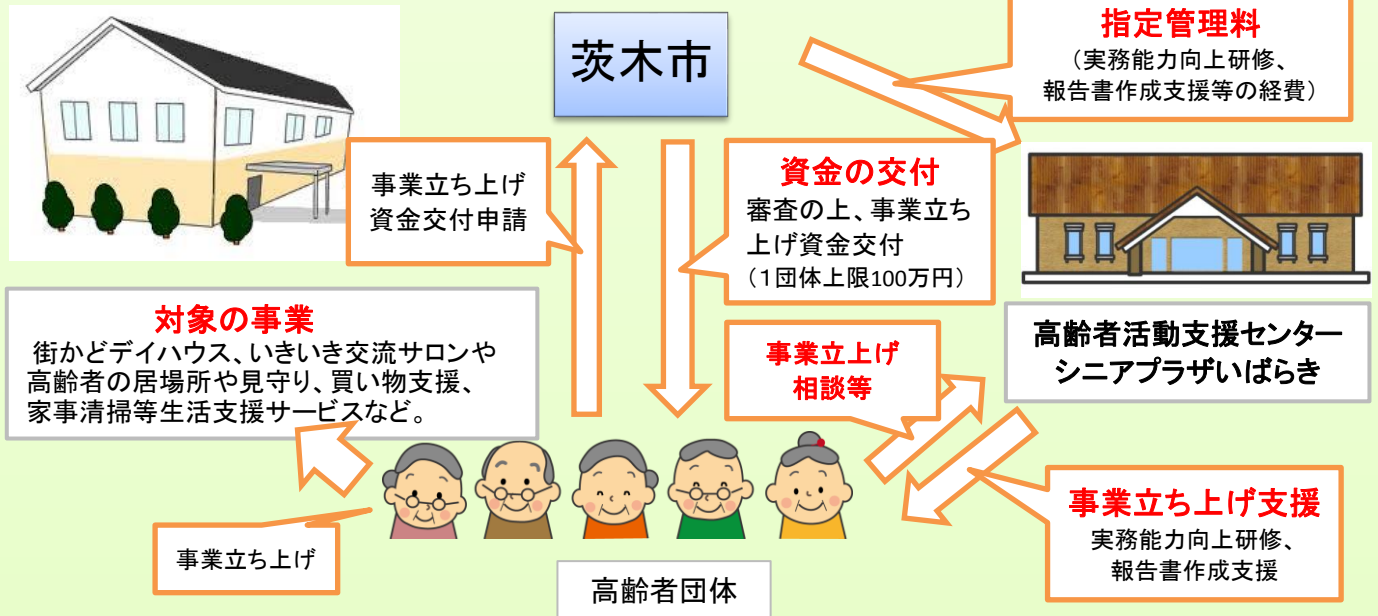 茨木市
指定管理料
（実務能力向上研修、
報告書作成支援等の経費）
事業立ち上げ
資金交付申請
資金の交付
審査の上、事業立ち
上げ資金交付
（1団体上限100万円）
対象の事業
街かどデイハウス、いきいき交流サロンや
高齢者の居場所や見守り、買い物支援、
家事清掃等生活支援サービスなど。
事業立上げ
相談等
高齢者活動支援センター
シニアプラザいばらき
事業立ち上げ支援
実務能力向上研修、
報告書作成支援
事業立ち上げ
高齢者団体